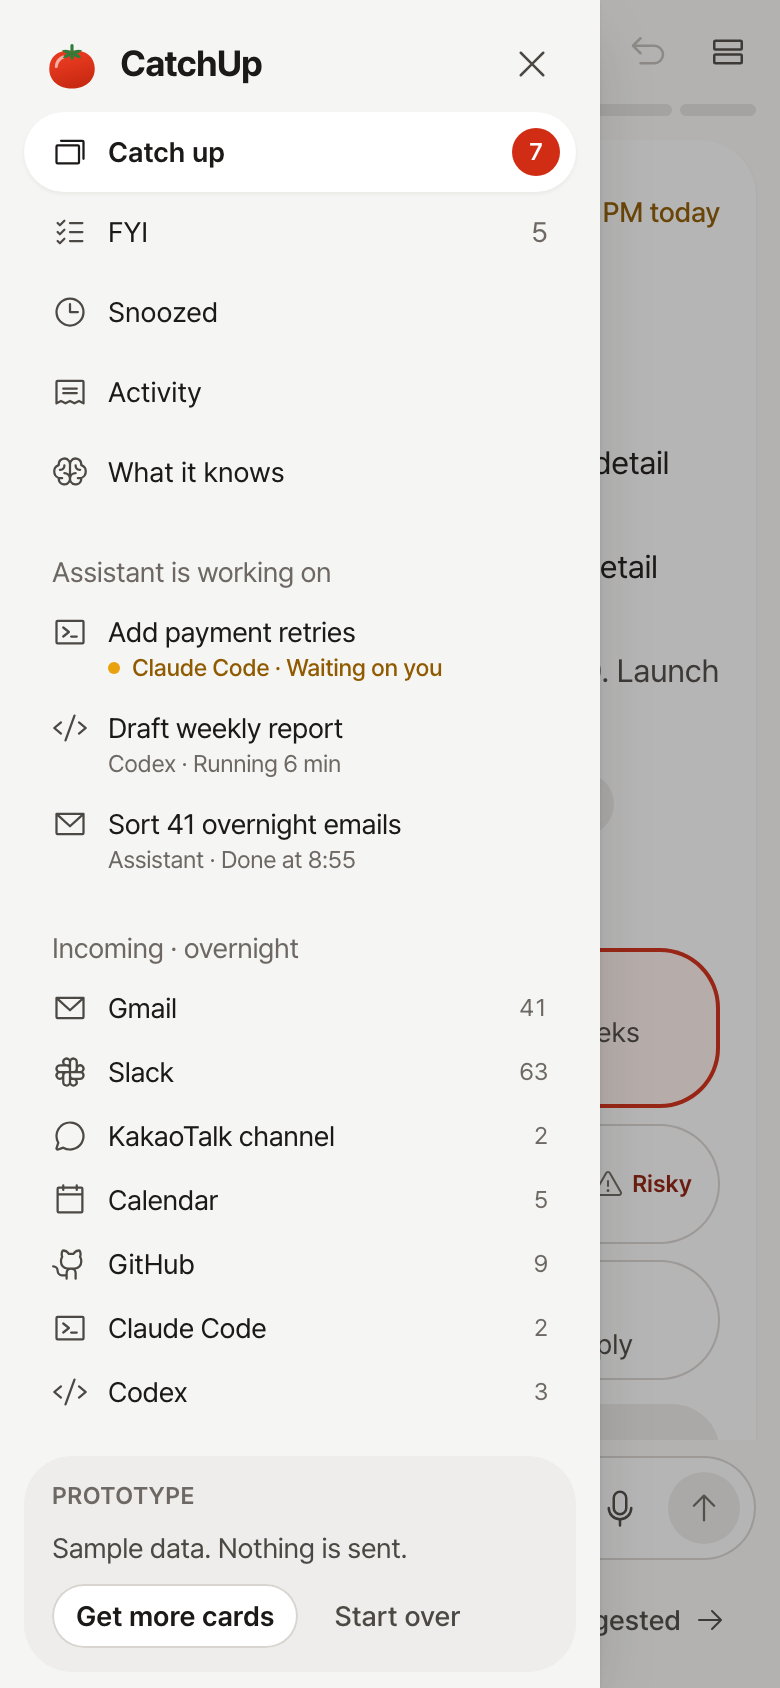 CatchUp
Catch up 7
FYI 5
Snoozed
Activity
What it knows
Assistant is working on
Add payment retries
Claude Code · Waiting on you
Draft weekly report
Codex · Running 6 min
Sort 41 overnight emails
Assistant · Done at 8:55
Incoming · overnight
Gmail 41
Slack 63
KakaoTalk channel 2
Calendar 5
GitHub 9
Claude Code 2
Codex 3
PROTOTYPE
Sample data. Nothing is sent.
Get more cards Start over
PM today
detail
etail
. Launch
eks
Risky
ply
gested